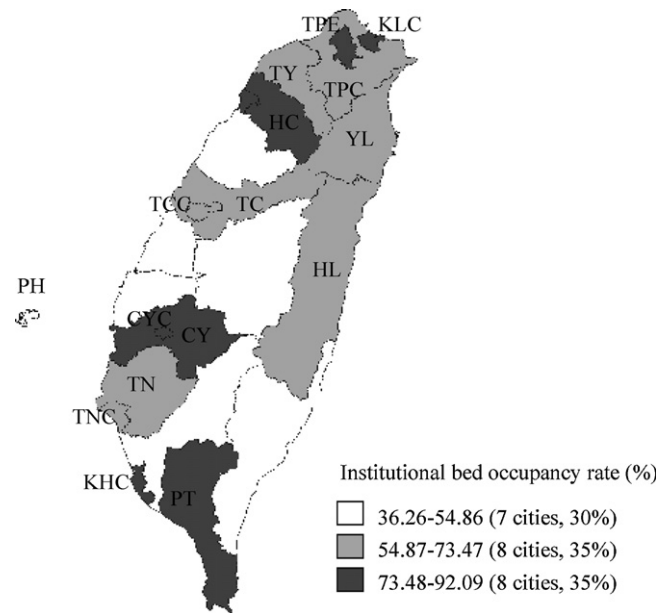 TPE KLC
TY
TPC
HC
YL
TCC
TC
HL
PH
CYC
CY
TN
TNC
KHC
PT
Institutional bed occupancy rate (%)
36.26-54.86 (7 cities, 30%)
54.87-73.47 (8 cities, 35%)
73.48-92.09 (8 cities, 35%)